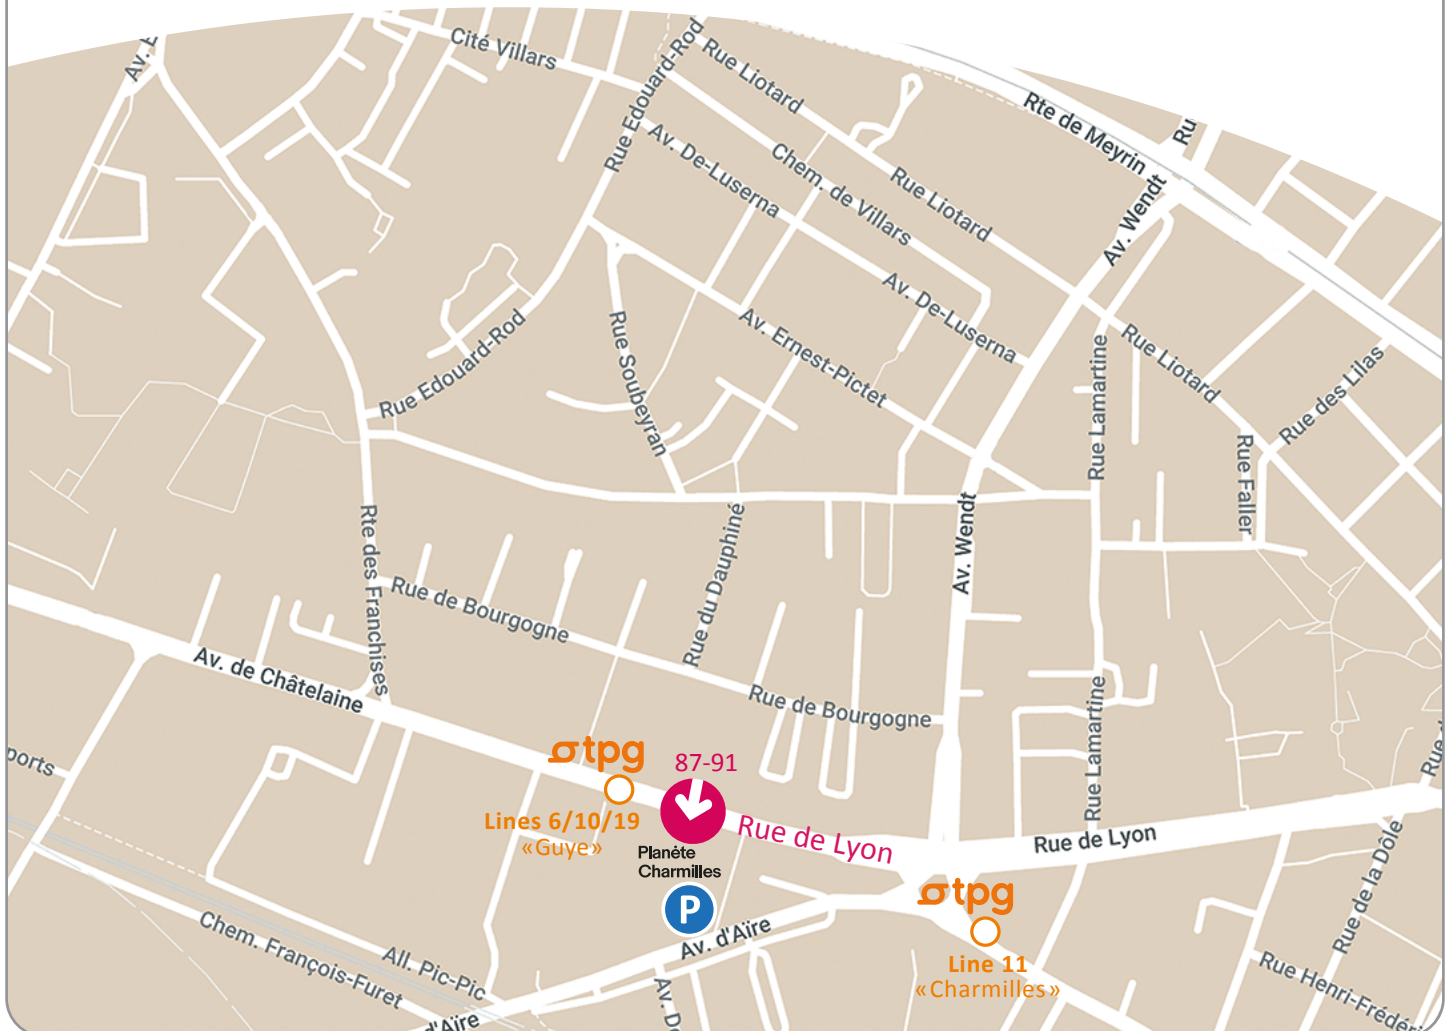 Cité Villars
Rue Edouard-Rod
Rue Liotard
Rte de Meyrin
Ru
Av. E
Av. De-Luserna
Chem. de Villars
Rue Liotard
Av. Wendt
Av. De-Luserna
Rue Edouard-Rod
Rue Soubeyran
Av. Ernest-Pictet
Rue Lamartine
Rue Liotard
Rue des Lilas
Rue Faller
Rte des Franchises
Rue de Bourgogne
Rue du Dauphiné
Av. Wendt
Av. de Châtelaine
Rue de Bourgogne
Rue Lamartine
Rue d
ports
tpg
87-91
Lines 6/10/19
«Guye»
Rue de Lyon
Rue de Lyon
Planète
Charmilles
P
tpg
Line 11
«Charmilles»
Av. d'Aïre
Rue de la Dôle
Chem. François-Furet
All. Pic-Pic
Rue Henri-Frédéri
Av. De
d'Aïre